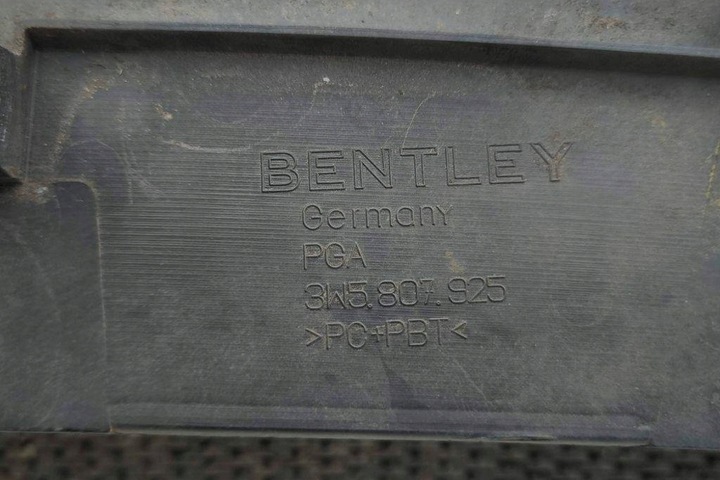 BENTLEY
Germany
PGA
3W5.807.925
>PC+PBT<